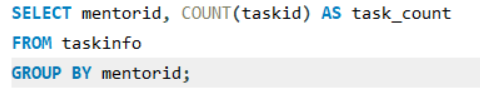 SELECT mentorid, COUNT(taskid) AS task_count
FROM taskinfo
GROUP BY mentorid;